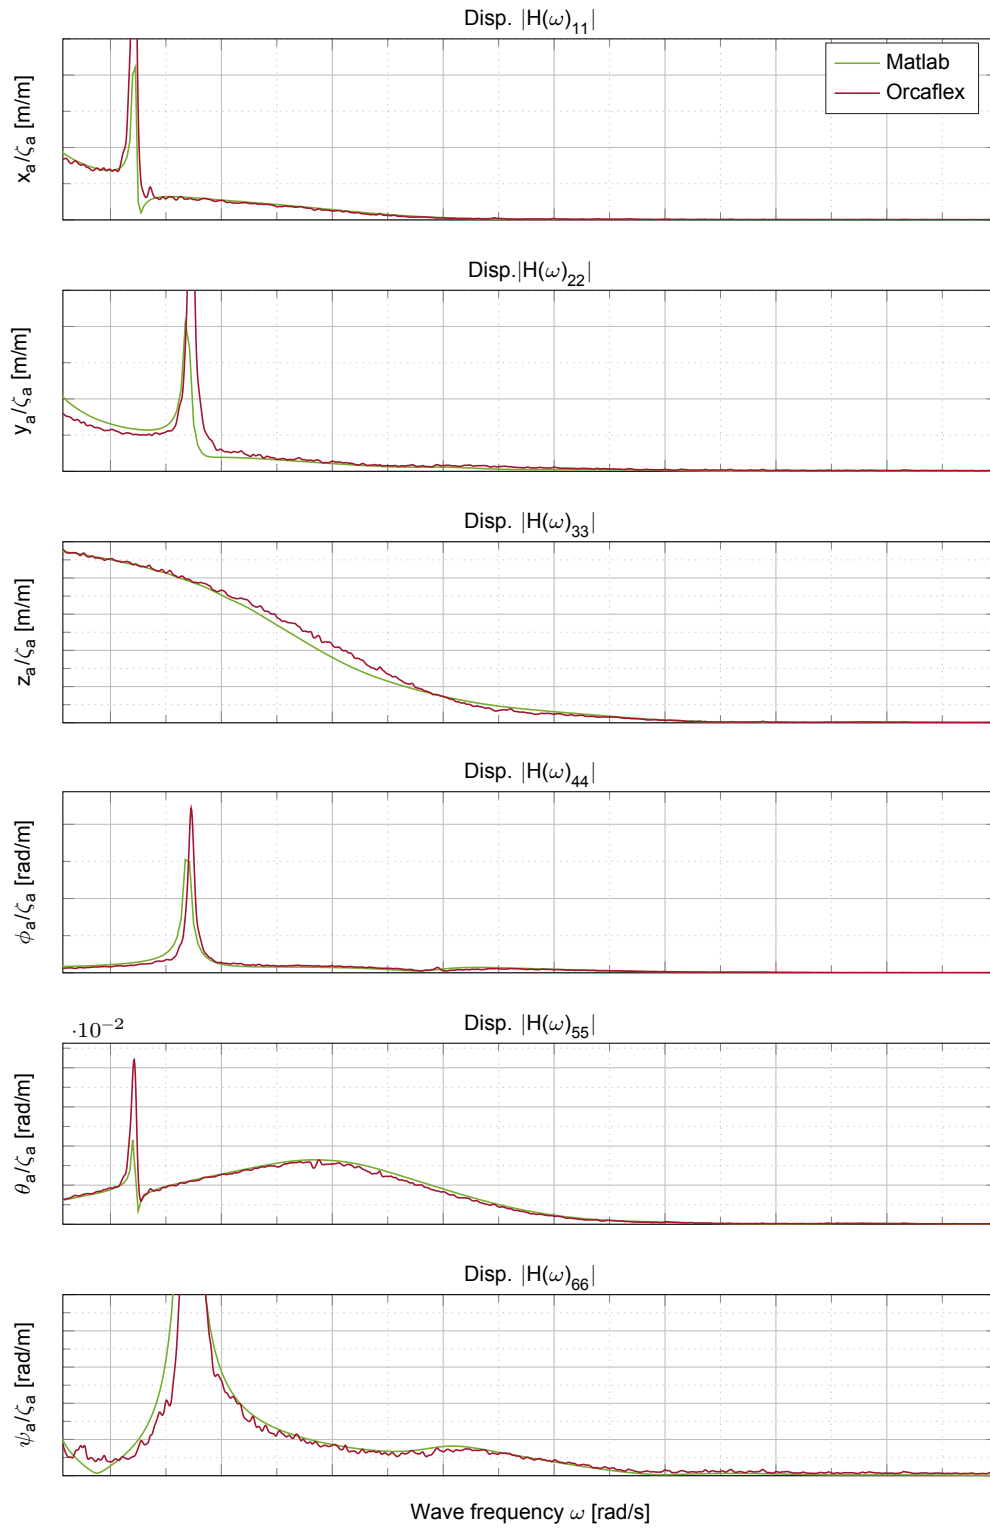 Disp. |H(ω)₁₁|
Matlab
Orcaflex
xₐ/ζₐ [m/m]
Disp.|H(ω)₂₂|
yₐ/ζₐ [m/m]
Disp. |H(ω)₃₃|
zₐ/ζₐ [m/m]
Disp. |H(ω)₄₄|
ϕₐ/ζₐ [rad/m]
·10⁻²
Disp. |H(ω)₅₅|
θₐ/ζₐ [rad/m]
Disp. |H(ω)₆₆|
ψₐ/ζₐ [rad/m]
Wave frequency ω [rad/s]